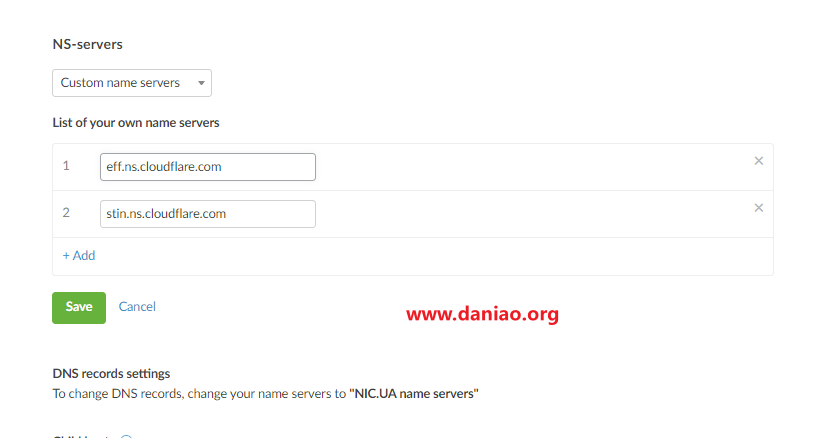 NS-servers
Custom name servers
List of your own name servers
1 eff.ns.cloudflare.com
2 stin.ns.cloudflare.com
+ Add
Save Cancel
www.daniao.org
DNS records settings
To change DNS records, change your name servers to "NIC.UA name servers"